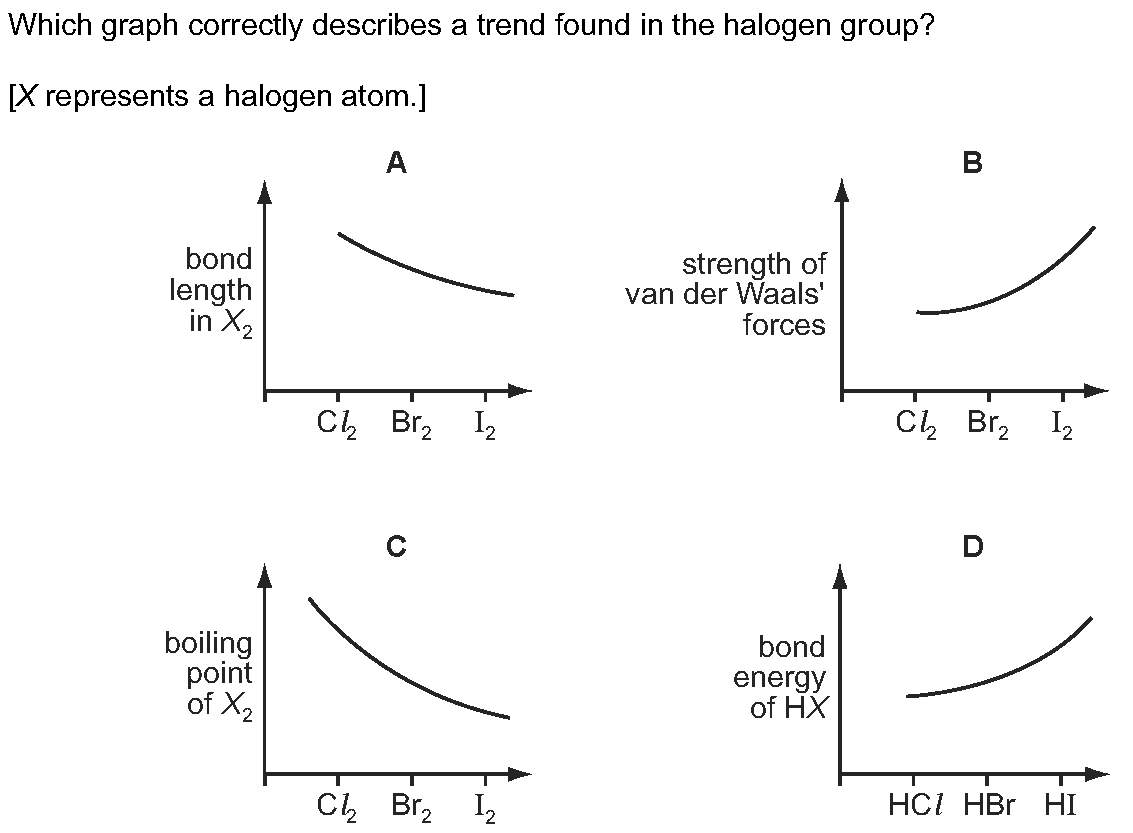 Which graph correctly describes a trend found in the halogen group?
[X represents a halogen atom.]
A
bond
length
in X₂
Cl₂ Br₂ I₂
B
strength of
van der Waals'
forces
Cl₂ Br₂ I₂
C
boiling
point
of X₂
Cl₂ Br₂ I₂
D
bond
energy
of HX
HCl HBr HI